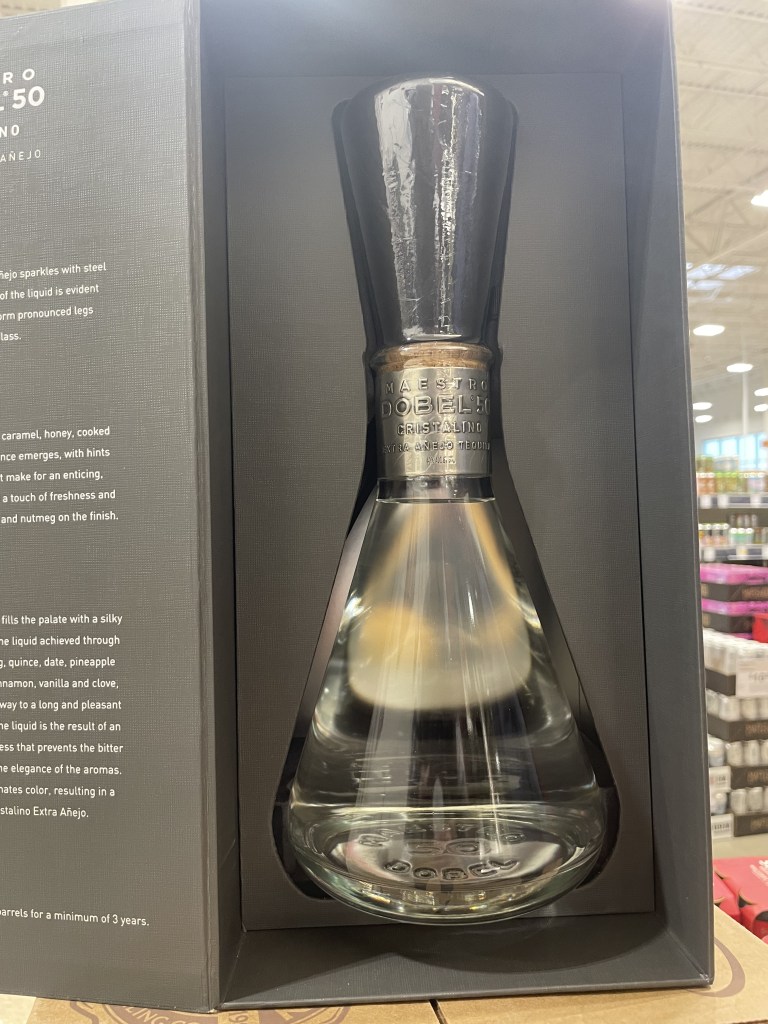 RO
L°50
NO
AÑEJO
ñejo sparkles with steel
of the liquid is evident
orm pronounced legs
lass.
caramel, honey, cooked
nce emerges, with hints
t make for an enticing,
a touch of freshness and
and nutmeg on the finish.
fills the palate with a silky
he liquid achieved through
g, quince, date, pineapple
nnamon, vanilla and clove,
way to a long and pleasant
he liquid is the result of an
ess that prevents the bitter
he elegance of the aromas.
nates color, resulting in a
stalino Extra Añejo.
arrels for a minimum of 3 years.
MAESTRO
DOBEL°50
CRISTALINO
EXTRA AÑEJO TEQUILA
50
DOBEL